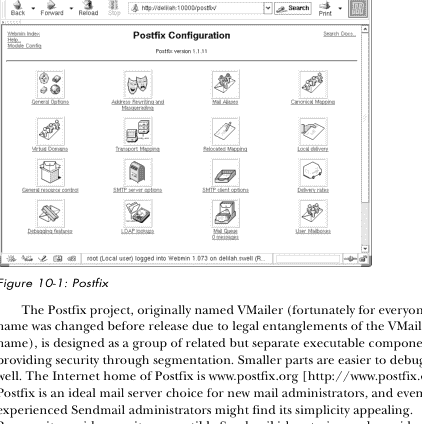 Back Forward Reload Stop http://delilah:10000/postfix/ Search Print
Webmin Index
Help..
Module Config
Postfix Configuration
Postfix version 1.1.11
Search Docs..
General Options Address Rewriting and Masquerading Mail Aliases Canonical Mapping
Virtual Domains Transport Mapping Relocated Mapping Local delivery
General resource control SMTP server options SMTP client options Delivery rates
Debugging features LDAP lookups Mail Queue User Mailboxes
0 messages
root (Local user) logged into Webmin 1.073 on delilah.swell (R...
Figure 10-1: Postfix
The Postfix project, originally named VMailer (fortunately for everyon
name was changed before release due to legal entanglements of the VMail
name), is designed as a group of related but separate executable compone
providing security through segmentation. Smaller parts are easier to debug
well. The Internet home of Postfix is www.postfix.org [http://www.postfix.o
Postfix is an ideal mail server choice for new mail administrators, and even
experienced Sendmail administrators might find its simplicity appealing.